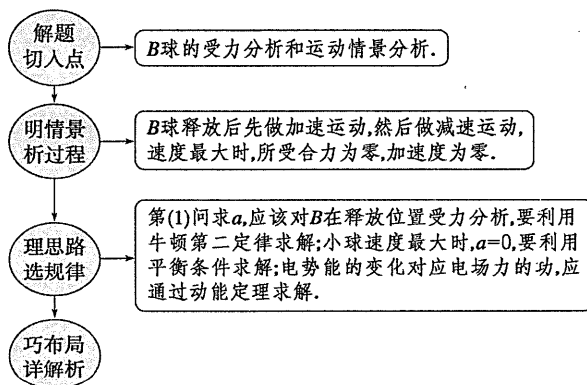 解题
切入点
B球的受力分析和运动情景分析.
明情景
析过程
B球释放后先做加速运动,然后做减速运动,
速度最大时,所受合力为零,加速度为零.
理思路
选规律
第(1)问求a,应该对B在释放位置受力分析,要利用
牛顿第二定律求解;小球速度最大时,a=0,要利用
平衡条件求解;电势能的变化对应电场力的功,应
通过动能定理求解.
巧布局
详解析